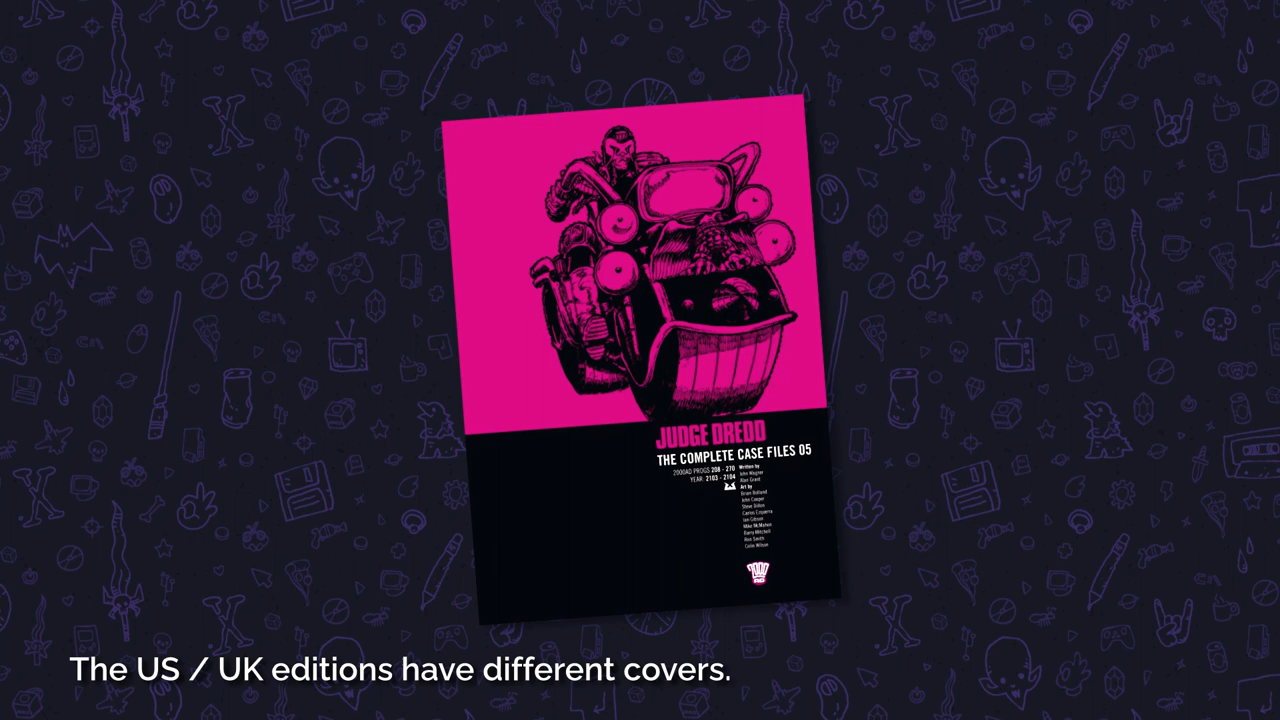 JUDGE DREDD
THE COMPLETE CASE FILES 05
2000AD PROGS 208 - 270
YEAR: 2103 - 2104
Written by
John Wagner
Alan Grant
Art by
Brian Bolland
John Cooper
Steve Dillon
Carlos Ezquerra
Ian Gibson
Mike McMahon
Barry Mitchell
Ron Smith
Colin Wilson
2000 AD
The US / UK editions have different covers.